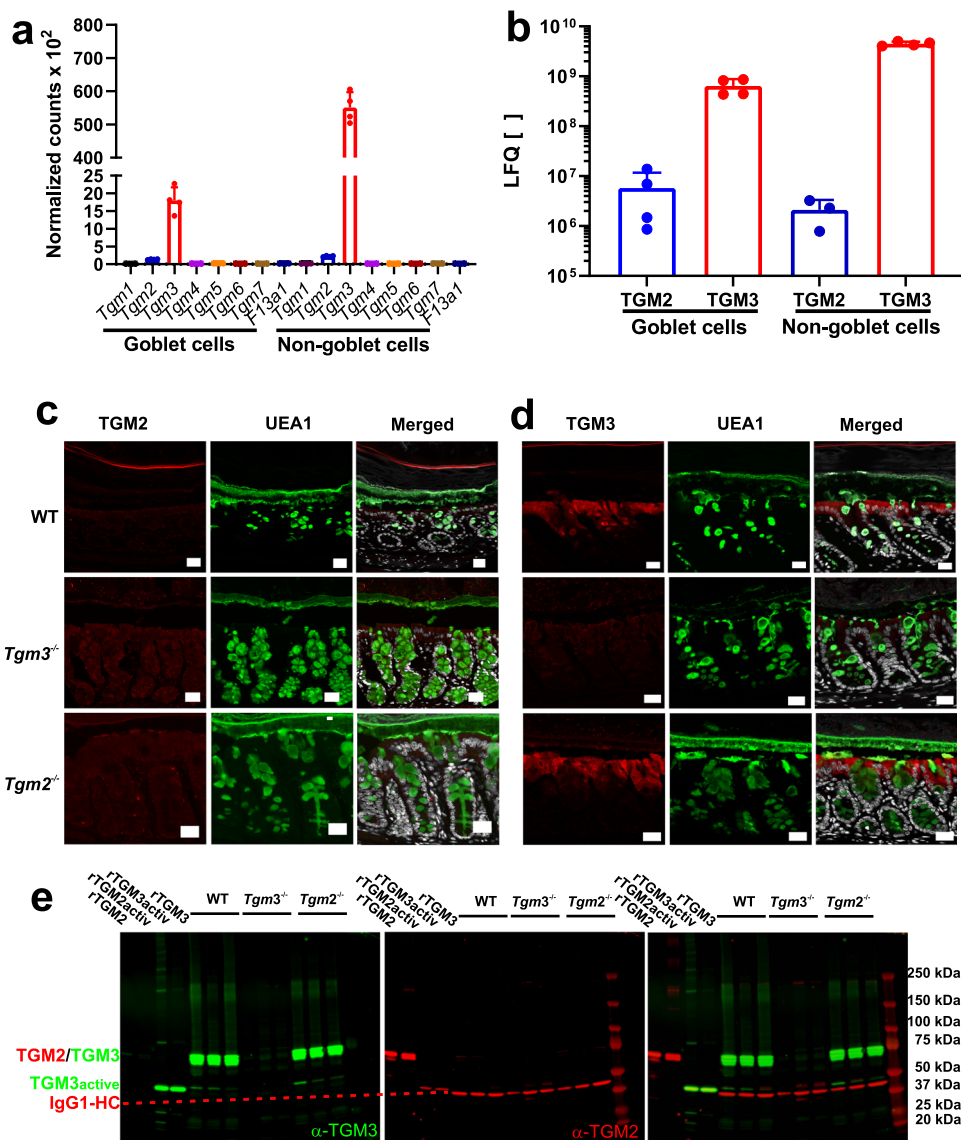 a
Normalized counts x 10²
800
600
400
200
25
20
15
10
5
0
Tgm1
Tgm2
Tgm3
Tgm4
Tgm5
Tgm6
Tgm7
F13a1
Tgm1
Tgm2
Tgm3
Tgm4
Tgm5
Tgm6
Tgm7
F13a1
Goblet cells
Non-goblet cells
b
LFQ [ ]
10¹⁰
10⁹
10⁸
10⁷
10⁶
10⁵
TGM2
TGM3
TGM2
TGM3
Goblet cells
Non-goblet cells
c
TGM2
UEA1
Merged
WT
Tgm3⁻/⁻
Tgm2⁻/⁻
d
TGM3
UEA1
Merged
e
rTGM2
rTGM2activ
rTGM3active
rTGM3
WT
Tgm3⁻/⁻
Tgm2⁻/⁻
rTGM2
rTGM2activ
rTGM3active
rTGM3
WT
Tgm3⁻/⁻
Tgm2⁻/⁻
rTGM2
rTGM2activ
rTGM3active
rTGM3
WT
Tgm3⁻/⁻
Tgm2⁻/⁻
TGM2/TGM3
TGM3active
IgG1-HC
α-TGM3
α-TGM2
250 kDa
150 kDa
100 kDa
75 kDa
50 kDa
37 kDa
25 kDa
20 kDa